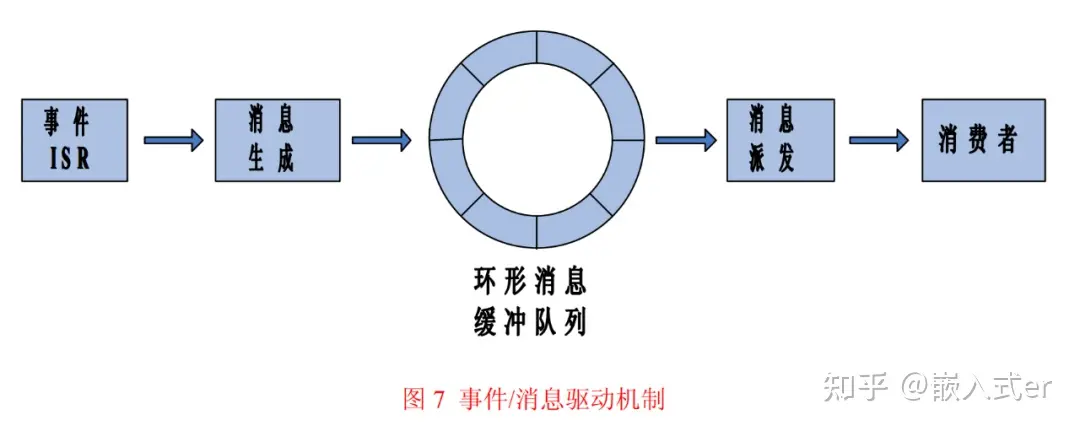 事件
ISR
消息
生成
环形消息
缓冲队列
消息
派发
消费者
图 7 事件/消息驱动机制
知乎 @嵌入式er